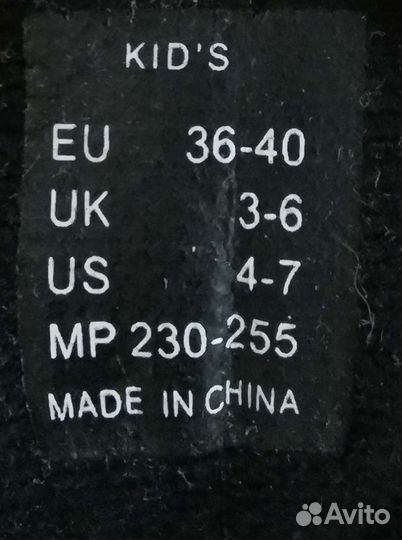 KID'S
EU 36-40
UK 3-6
US 4-7
MP 230-255
MADE IN CHINA
Avito